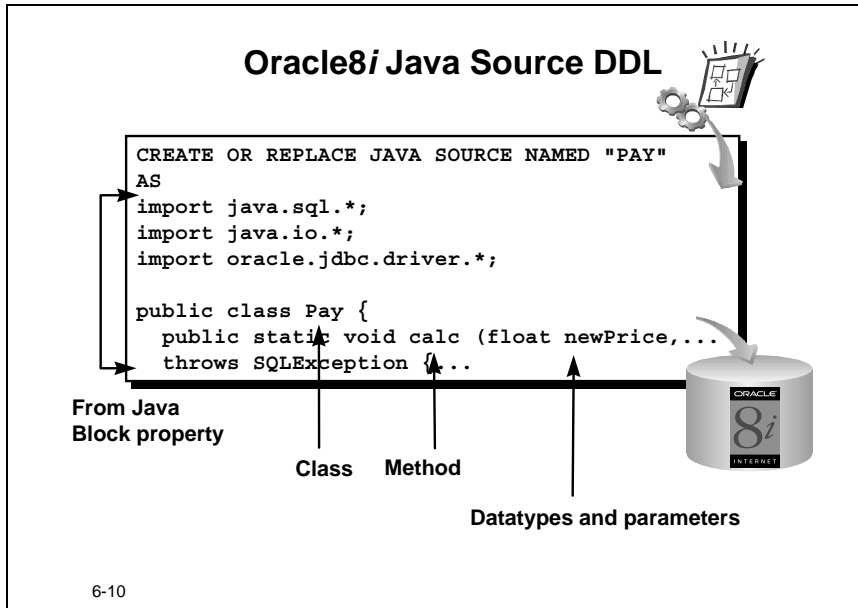 Oracle8i Java Source DDL
CREATE OR REPLACE JAVA SOURCE NAMED "PAY"
AS
import java.sql.*;
import java.io.*;
import oracle.jdbc.driver.*;
public class Pay {
public static void calc (float newPrice,...
throws SQLException {...
From Java
Block property
Class
Method
Datatypes and parameters
ORACLE
8i
INTERNET
6-10